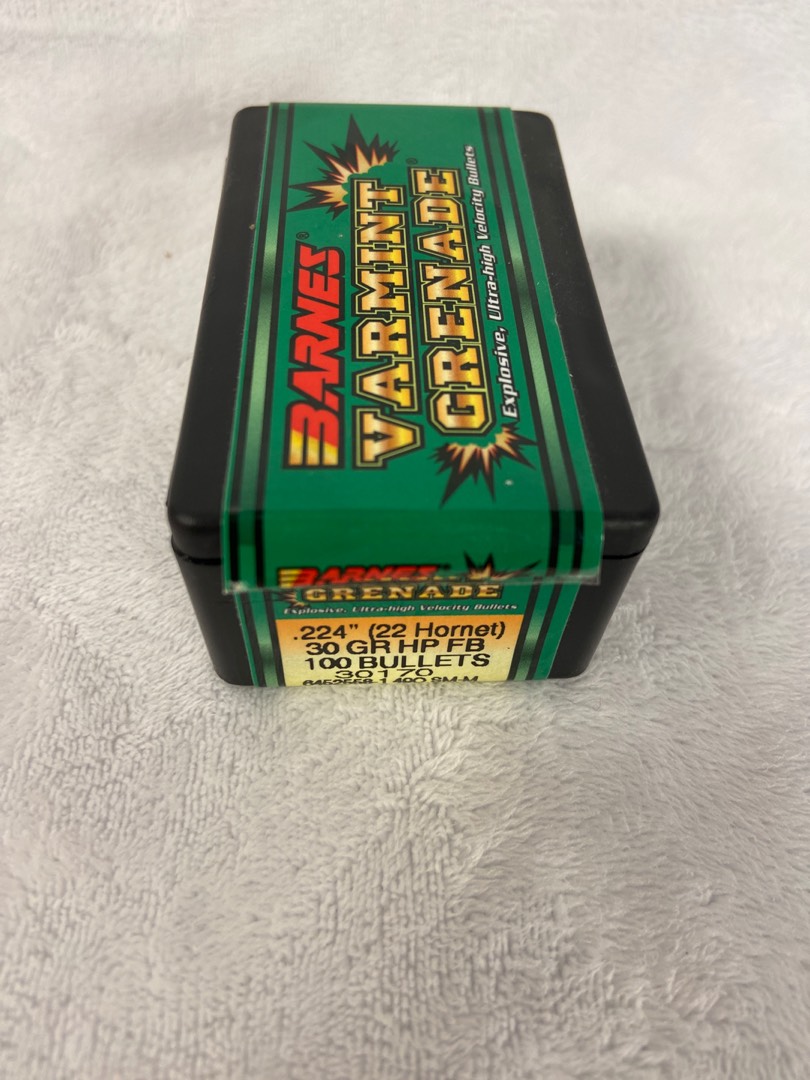 BARNES®
VARMINT
GRENADE®
Explosive, Ultra-high Velocity Bullets
BARNES
GRENADE
Explosive, Ultra-high Velocity Bullets
.224" (22 Hornet)
30 GR HP FB
100 BULLETS
30170